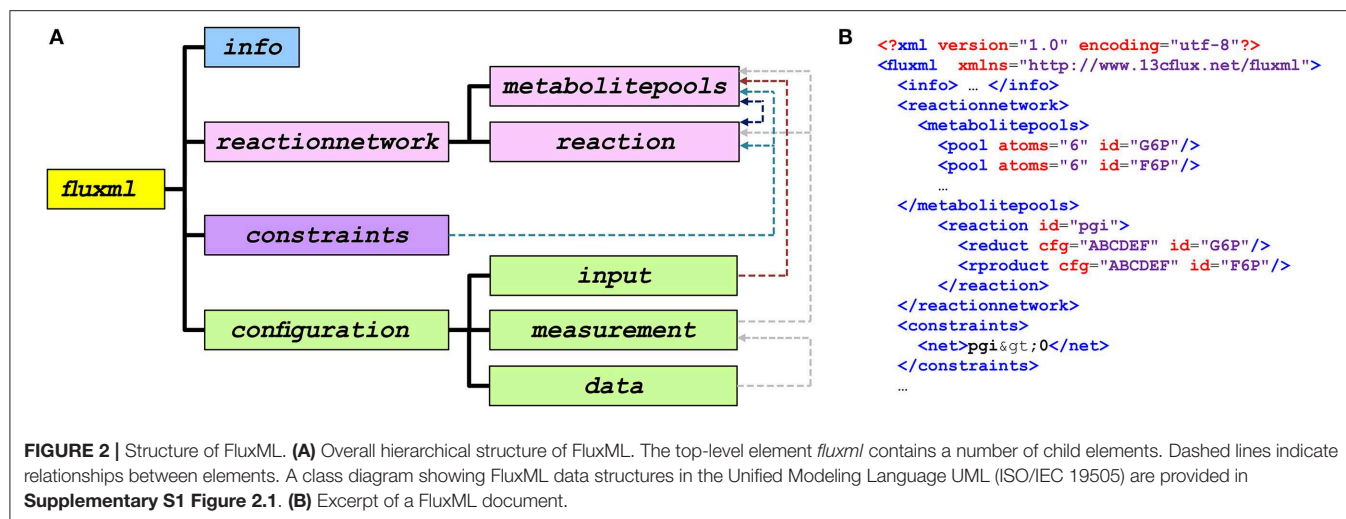 A
info
metabolitepools
reactionnetwork
reaction
fluxml
constraints
input
configuration
measurement
data
B
<?xml version="1.0" encoding="utf-8"?>
<fluxml xmlns="http://www.13cflux.net/fluxml">
<info> … </info>
<reactionnetwork>
<metabolitepools>
<pool atoms="6" id="G6P"/>
<pool atoms="6" id="F6P"/>
…
</metabolitepools>
<reaction id="pgi">
<reduct cfg="ABCDEF" id="G6P"/>
<rproduct cfg="ABCDEF" id="F6P"/>
</reaction>
</reactionnetwork>
<constraints>
<net>pgi&gt;0</net>
</constraints>
…
FIGURE 2 | Structure of FluxML. (A) Overall hierarchical structure of FluxML. The top-level element fluxml contains a number of child elements. Dashed lines indicate
relationships between elements. A class diagram showing FluxML data structures in the Unified Modeling Language UML (ISO/IEC 19505) are provided in
Supplementary S1 Figure 2.1. (B) Excerpt of a FluxML document.